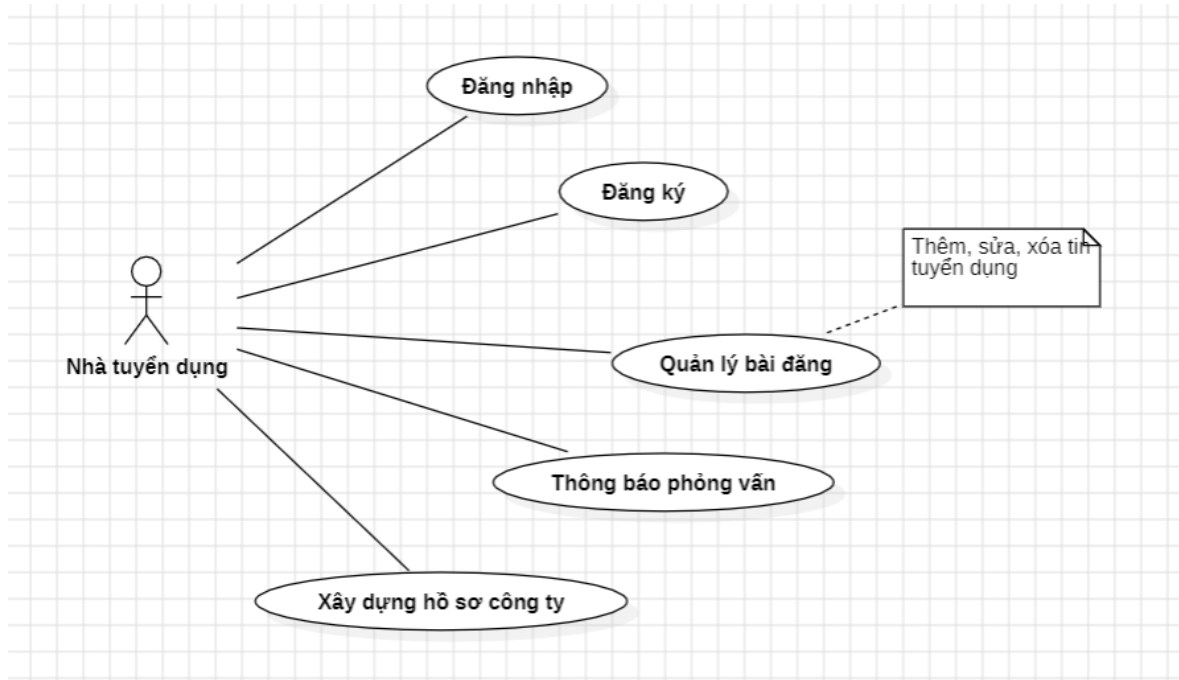 Đăng nhập
Đăng ký
Thêm, sửa, xóa tin
tuyển dụng
Nhà tuyển dụng
Quản lý bài đăng
Thông báo phỏng vấn
Xây dựng hồ sơ công ty